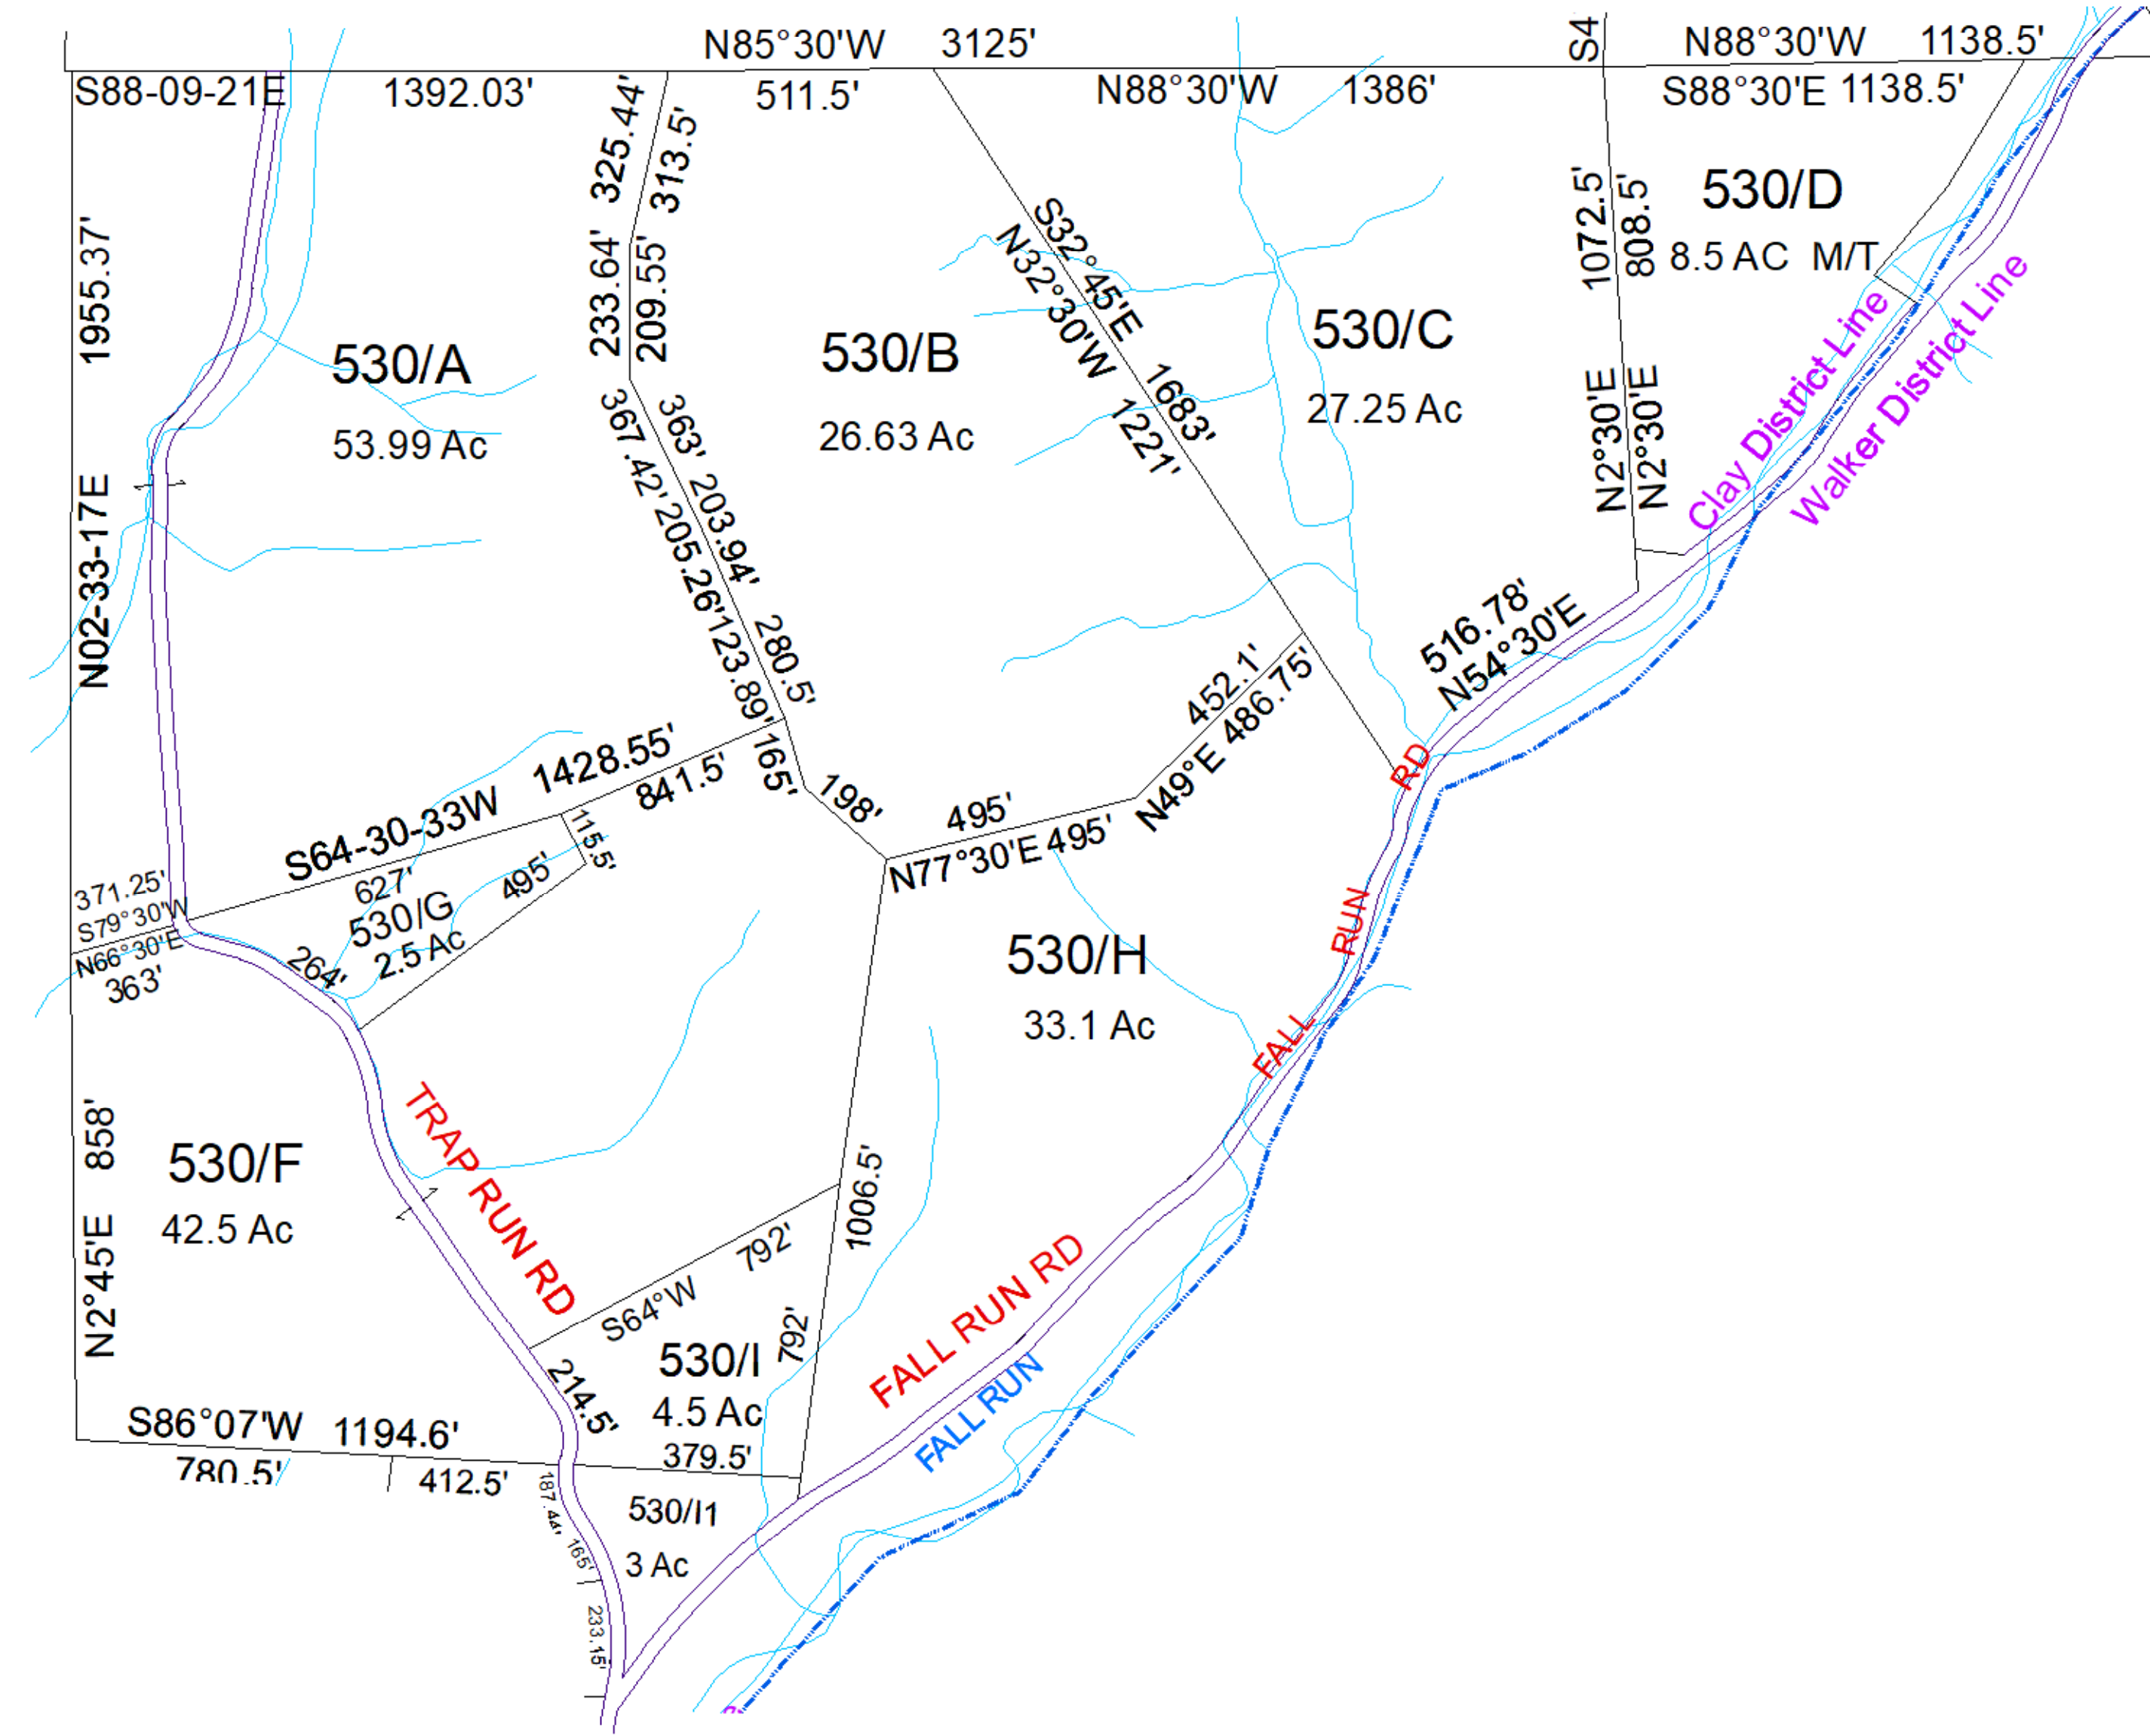 N85°30'W 3125'
S4
N88°30'W 1138.5'
S88-09-21E
1392.03'
511.5'
N88°30'W 1386'
S88°30'E 1138.5'
325.44'
313.5'
1955.37'
233.64'
209.55'
S32°45'E 1683'
N32°30'W 1221'
1072.5'
808.5'
530/D
8.5 AC M/T
530/A
53.99 Ac
530/B
26.63 Ac
530/C
27.25 Ac
Clay District Line
Walker District Line
N2°30'E
N2°30'E
N02-33-17E
367.42'
363'
205.26'
203.94'
123.89'
280.5'
516.78'
N54°30'E
452.1'
N49°E 486.75'
S64-30-33W 1428.55'
841.5'
165'
198'
495'
N77°30'E 495'
RD
RUN
FALL
115.5'
371.25'
S79°30'W
N66°30'E
363'
627'
530/G
2.5 Ac
495'
264'
530/H
33.1 Ac
TRAP RUN RD
858'
N2°45'E
530/F
42.5 Ac
1006.5'
792'
S64°W
792'
530/I
4.5 Ac
214.5'
379.5'
FALL RUN RD
FALL RUN
S86°07'W 1194.6'
780.5'
412.5'
187.44'
165'
233.15'
530/I1
3 Ac